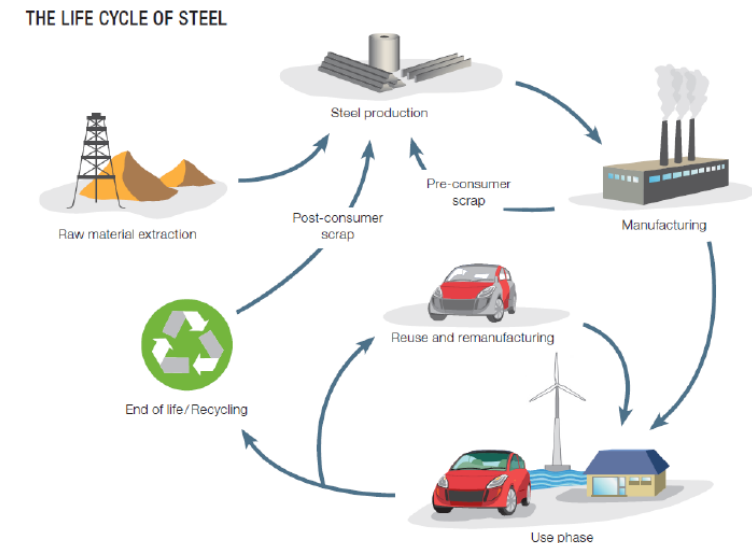 THE LIFE CYCLE OF STEEL
Steel production
Pre-consumer
scrap
Raw material extraction
Post-consumer
scrap
Manufacturing
Reuse and remanufacturing
End of life/Recycling
Use phase